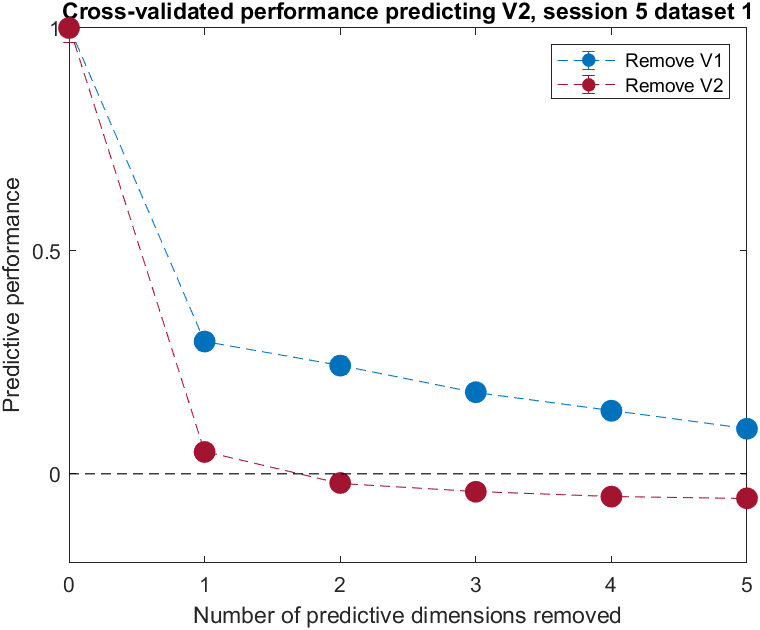 Cross-validated performance predicting V2, session 5 dataset 1
1
0.5
0
Predictive performance
Remove V1
Remove V2
0 1 2 3 4 5
Number of predictive dimensions removed